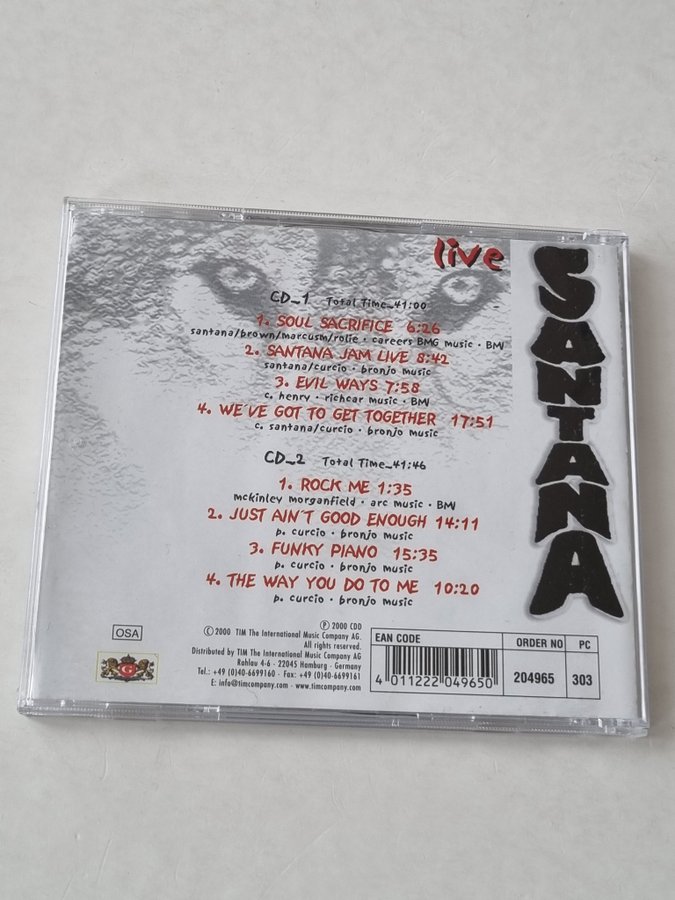 live
SANTANA
CD_1 Total Time_41:00
1. SOUL SACRIFICE 6:26
santana/brown/marcusm/rolie • careers BMG music • BMI
2. SANTANA JAM LIVE 8:42
santana/curcio • bronjo music
3. EVIL WAYS 7:58
c. henry • richcar music • BMI
4. WE'VE GOT TO GET TOGETHER 17:51
c. santana/curcio • bronjo music
CD_2 Total Time_41:46
1. ROCK ME 1:35
mckinley morganfield • arc music • BMI
2. JUST AIN'T GOOD ENOUGH 14:11
p. curcio • bronjo music
3. FUNKY PIANO 15:35
p. curcio • bronjo music
4. THE WAY YOU DO TO ME 10:20
p. curcio • bronjo music
OSA
G
Ⓟ 2000 CDD
© 2000 TIM The International Music Company AG.
All rights reserved.
Distributed by TIM The International Music Company AG
Rahlau 4-6 - 22045 Hamburg - Germany
Tel.: +49 (0)40-6699160 - Fax: +49 (0)40-6699161
E: info@timcompany.com - www.timcompany.com
EAN CODE
4 011222 049650
ORDER NO
204965
PC
303